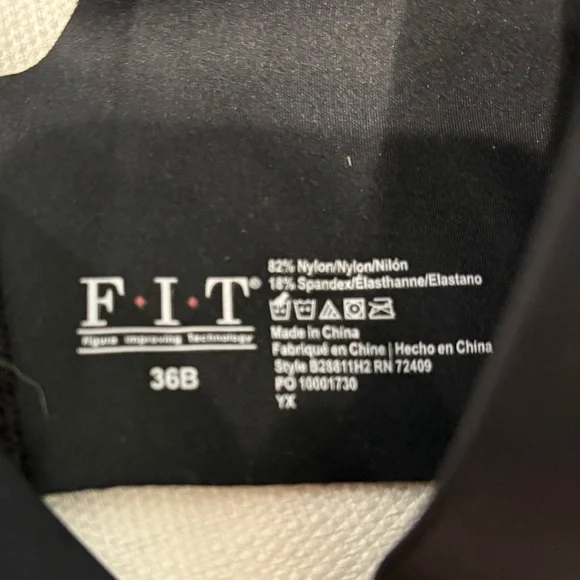 F·I·T®
Figure Improving Technology
36B
82% Nylon/Nylon/Nilón
18% Spandex/Élasthanne/Elastano
Made in China
Fabriqué en Chine | Hecho en China
Style B28811H2 RN 72409
PO 10001730
YX